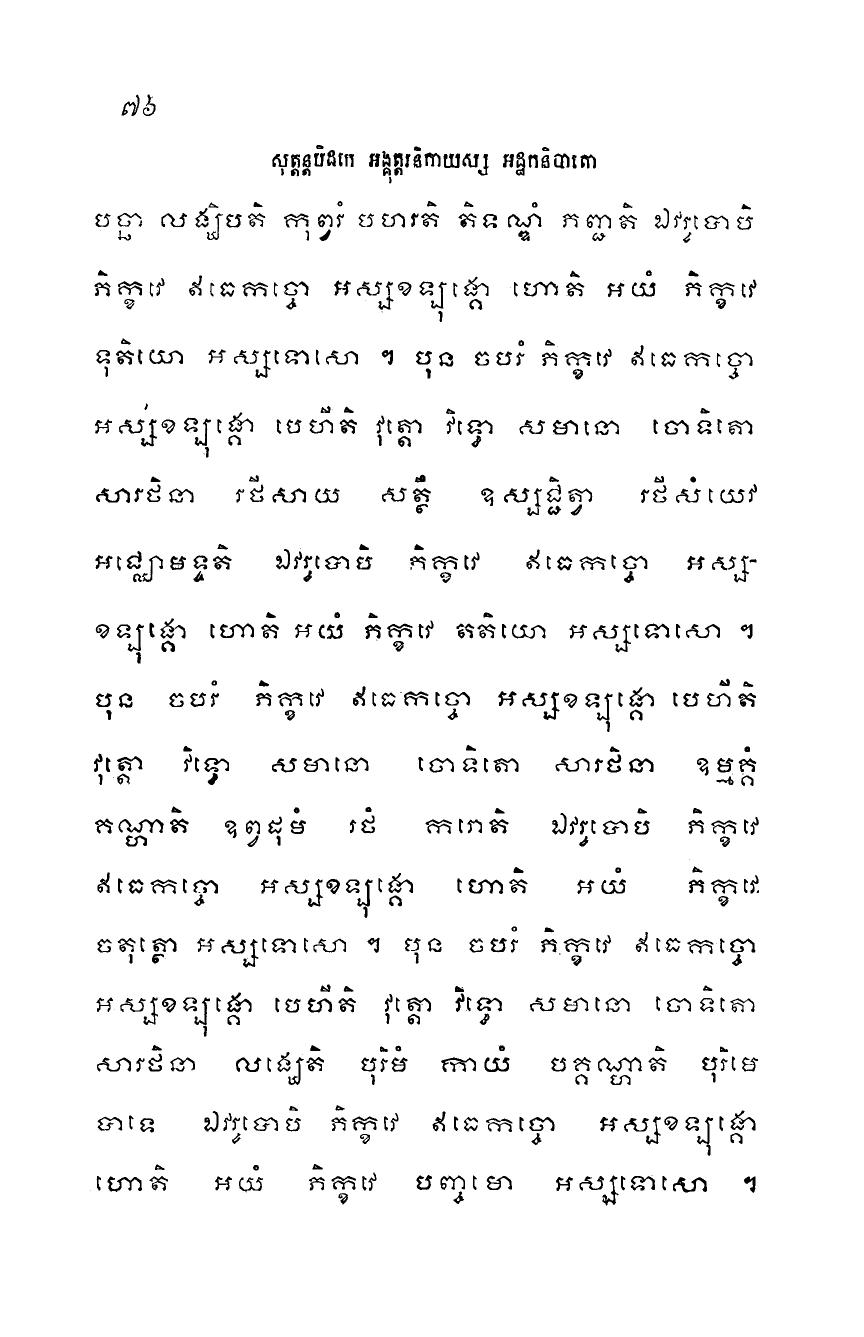 ៧៦
សុត្តន្តបិដកេ អង្គុត្តរនិកាយស្ស អដ្ឋកនិបាតោ
បច្ឆា លង្ឃិបតិ កុព្វរំ បហរតិ តិទណ្ឌំ ភញ្ជតិ ឯវរូបោបិ
ភិក្ខវេ ឥធេកច្ចោ អស្សខឡុង្កោ ហោតិ អយំ ភិក្ខវេ
ទុតិយោ អស្សទោសោ ។ បុន ចបរំ ភិក្ខវេ ឥធេកច្ចោ
អស្សខឡុង្កោ បេហីតិ វុត្តោ វិទ្ធោ សមានោ ចោទិតោ
សារថិនា រថីសាយ សត្ថឹ ឧស្សជ្ជិត្វា រថីសំយេវ
អជ្ឈោមទ្ទតិ ឯវរូបោបិ ភិក្ខវេ ឥធេកច្ចោ អស្ស-
ខឡុង្កោ ហោតិ អយំ ភិក្ខវេ តតិយោ អស្សទោសោ ។
បុន ចបរំ ភិក្ខវេ ឥធេកច្ចោ អស្សខឡុង្កោ បេហីតិ
វុត្តោ វិទ្ធោ សមានោ ចោទិតោ សារថិនា ឧម្មគ្គំ
គណ្ហាតិ ឧព្វដុមំ រថំ ករោតិ ឯវរូបោបិ ភិក្ខវេ
ឥធេកច្ចោ អស្សខឡុង្កោ ហោតិ អយំ ភិក្ខវេ
ចតុត្ថោ អស្សទោសោ ។ បុន ចបរំ ភិក្ខវេ ឥធេកច្ចោ
អស្សខឡុង្កោ បេហីតិ វុត្តោ វិទ្ធោ សមានោ ចោទិតោ
សារថិនា លង្ឃេតិ បុរិមំ កាយំ បគ្គណ្ហាតិ បុរិមេ
បាទេ ឯវរូបោបិ ភិក្ខវេ ឥធេកច្ចោ អស្សខឡុង្កោ
ហោតិ អយំ ភិក្ខវេ បញ្ចមោ អស្សទោសោ ។